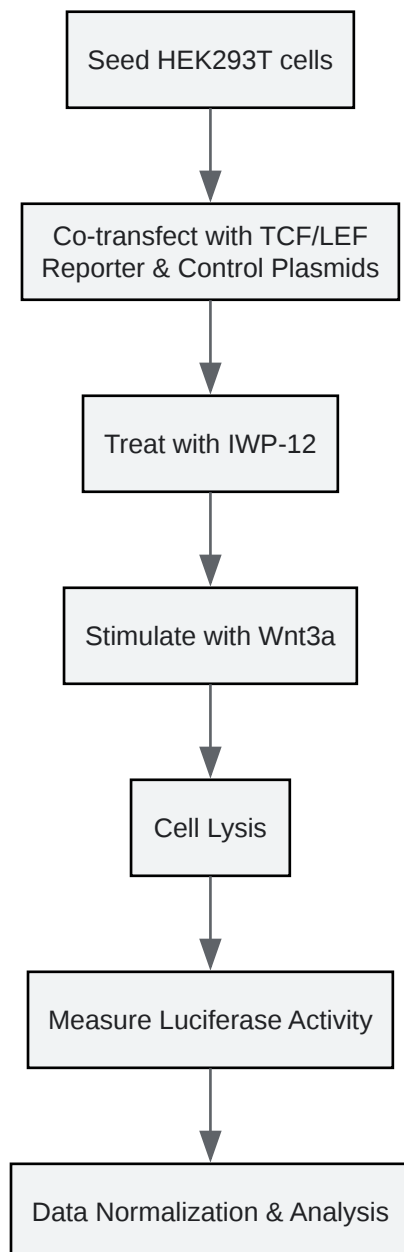 Seed HEK293T cells
Co-transfect with TCF/LEF
Reporter & Control Plasmids
Treat with IWP-12
Stimulate with Wnt3a
Cell Lysis
Measure Luciferase Activity
Data Normalization & Analysis